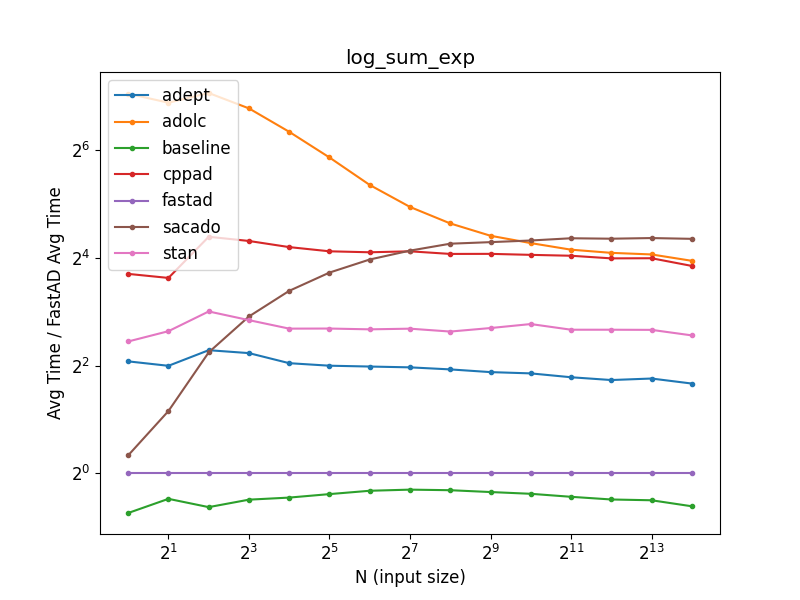 log_sum_exp
adept
adolc
baseline
cppad
fastad
sacado
stan
Avg Time / FastAD Avg Time
2^6
2^4
2^2
2^0
2^1 2^3 2^5 2^7 2^9 2^11 2^13
N (input size)